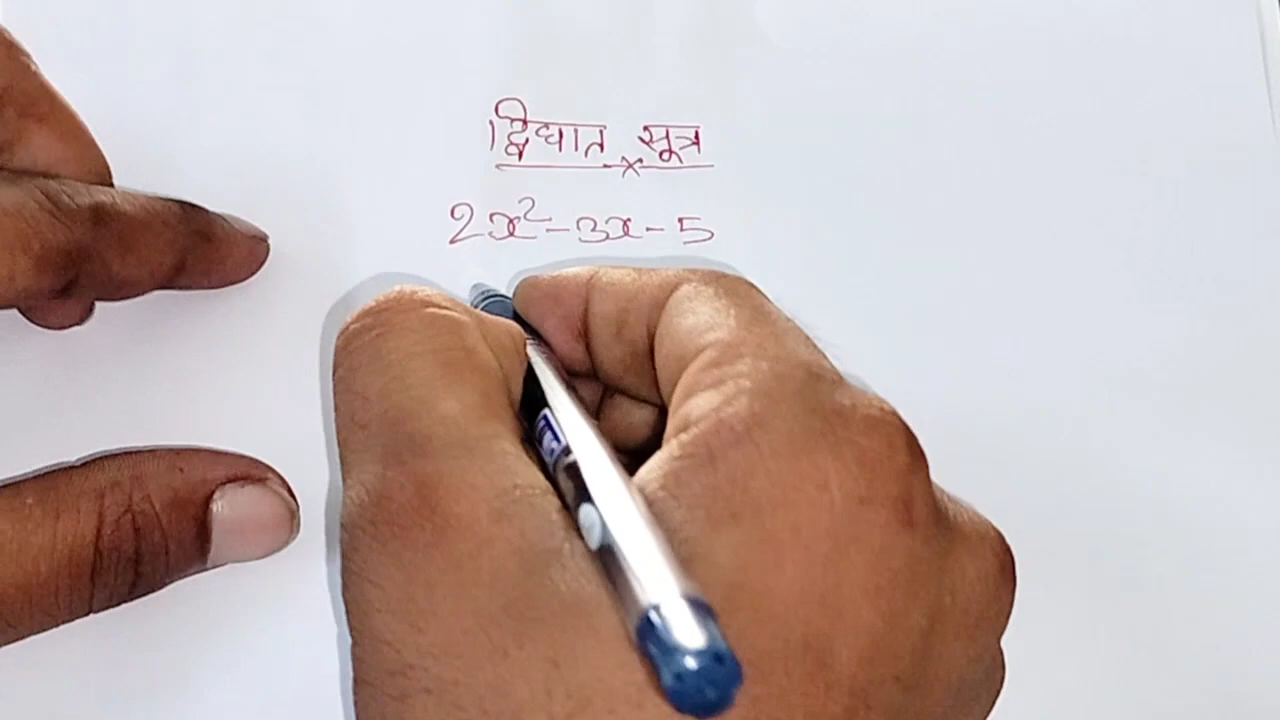 द्विघात सूत्र
2x² - 3x - 5